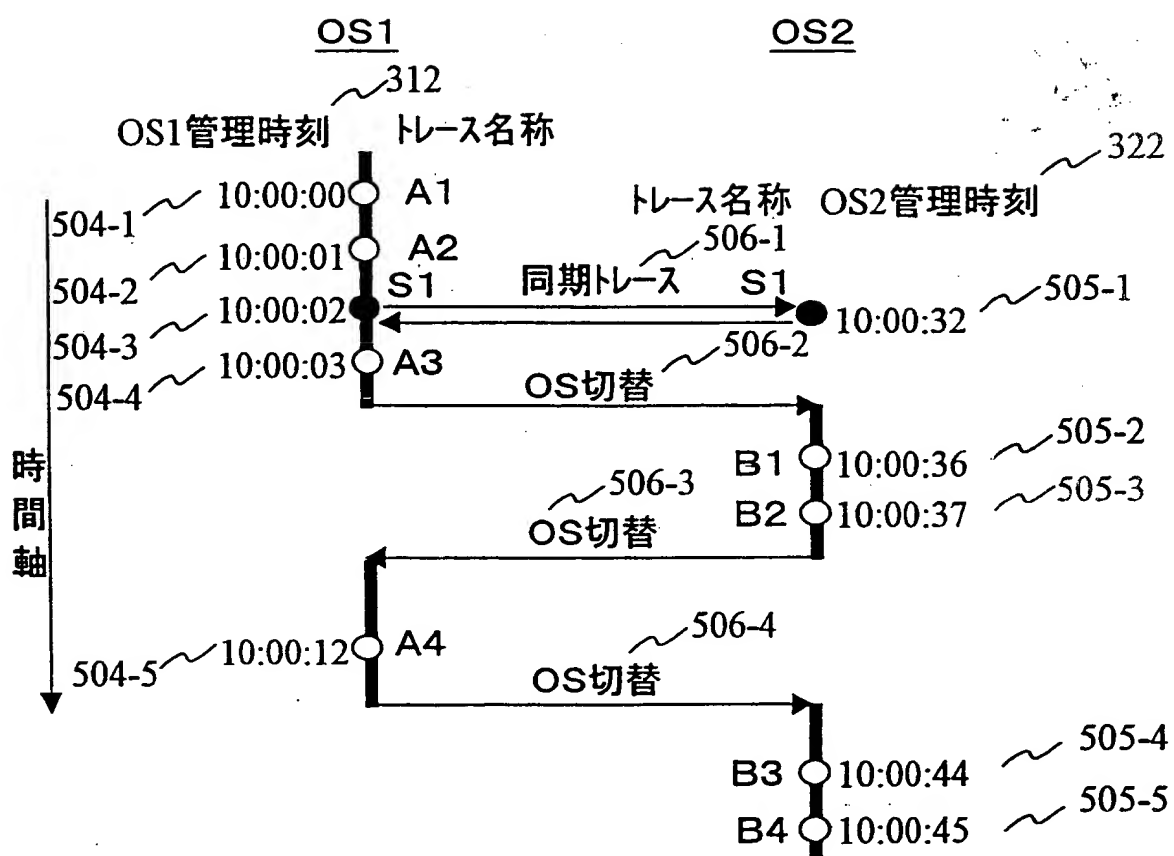 OS1 OS2
312
OS1管理時刻 トレース名称
322
504-1 10:00:00 A1
トレース名称 OS2管理時刻
504-2 10:00:01 A2
506-1
S1 同期トレース S1
504-3 10:00:02
10:00:32 505-1
506-2
504-4 10:00:03 A3
OS切替
時間軸
B1 10:00:36 505-2
506-3
B2 10:00:37 505-3
OS切替
506-4
504-5 10:00:12 A4
OS切替
B3 10:00:44 505-4
B4 10:00:45 505-5